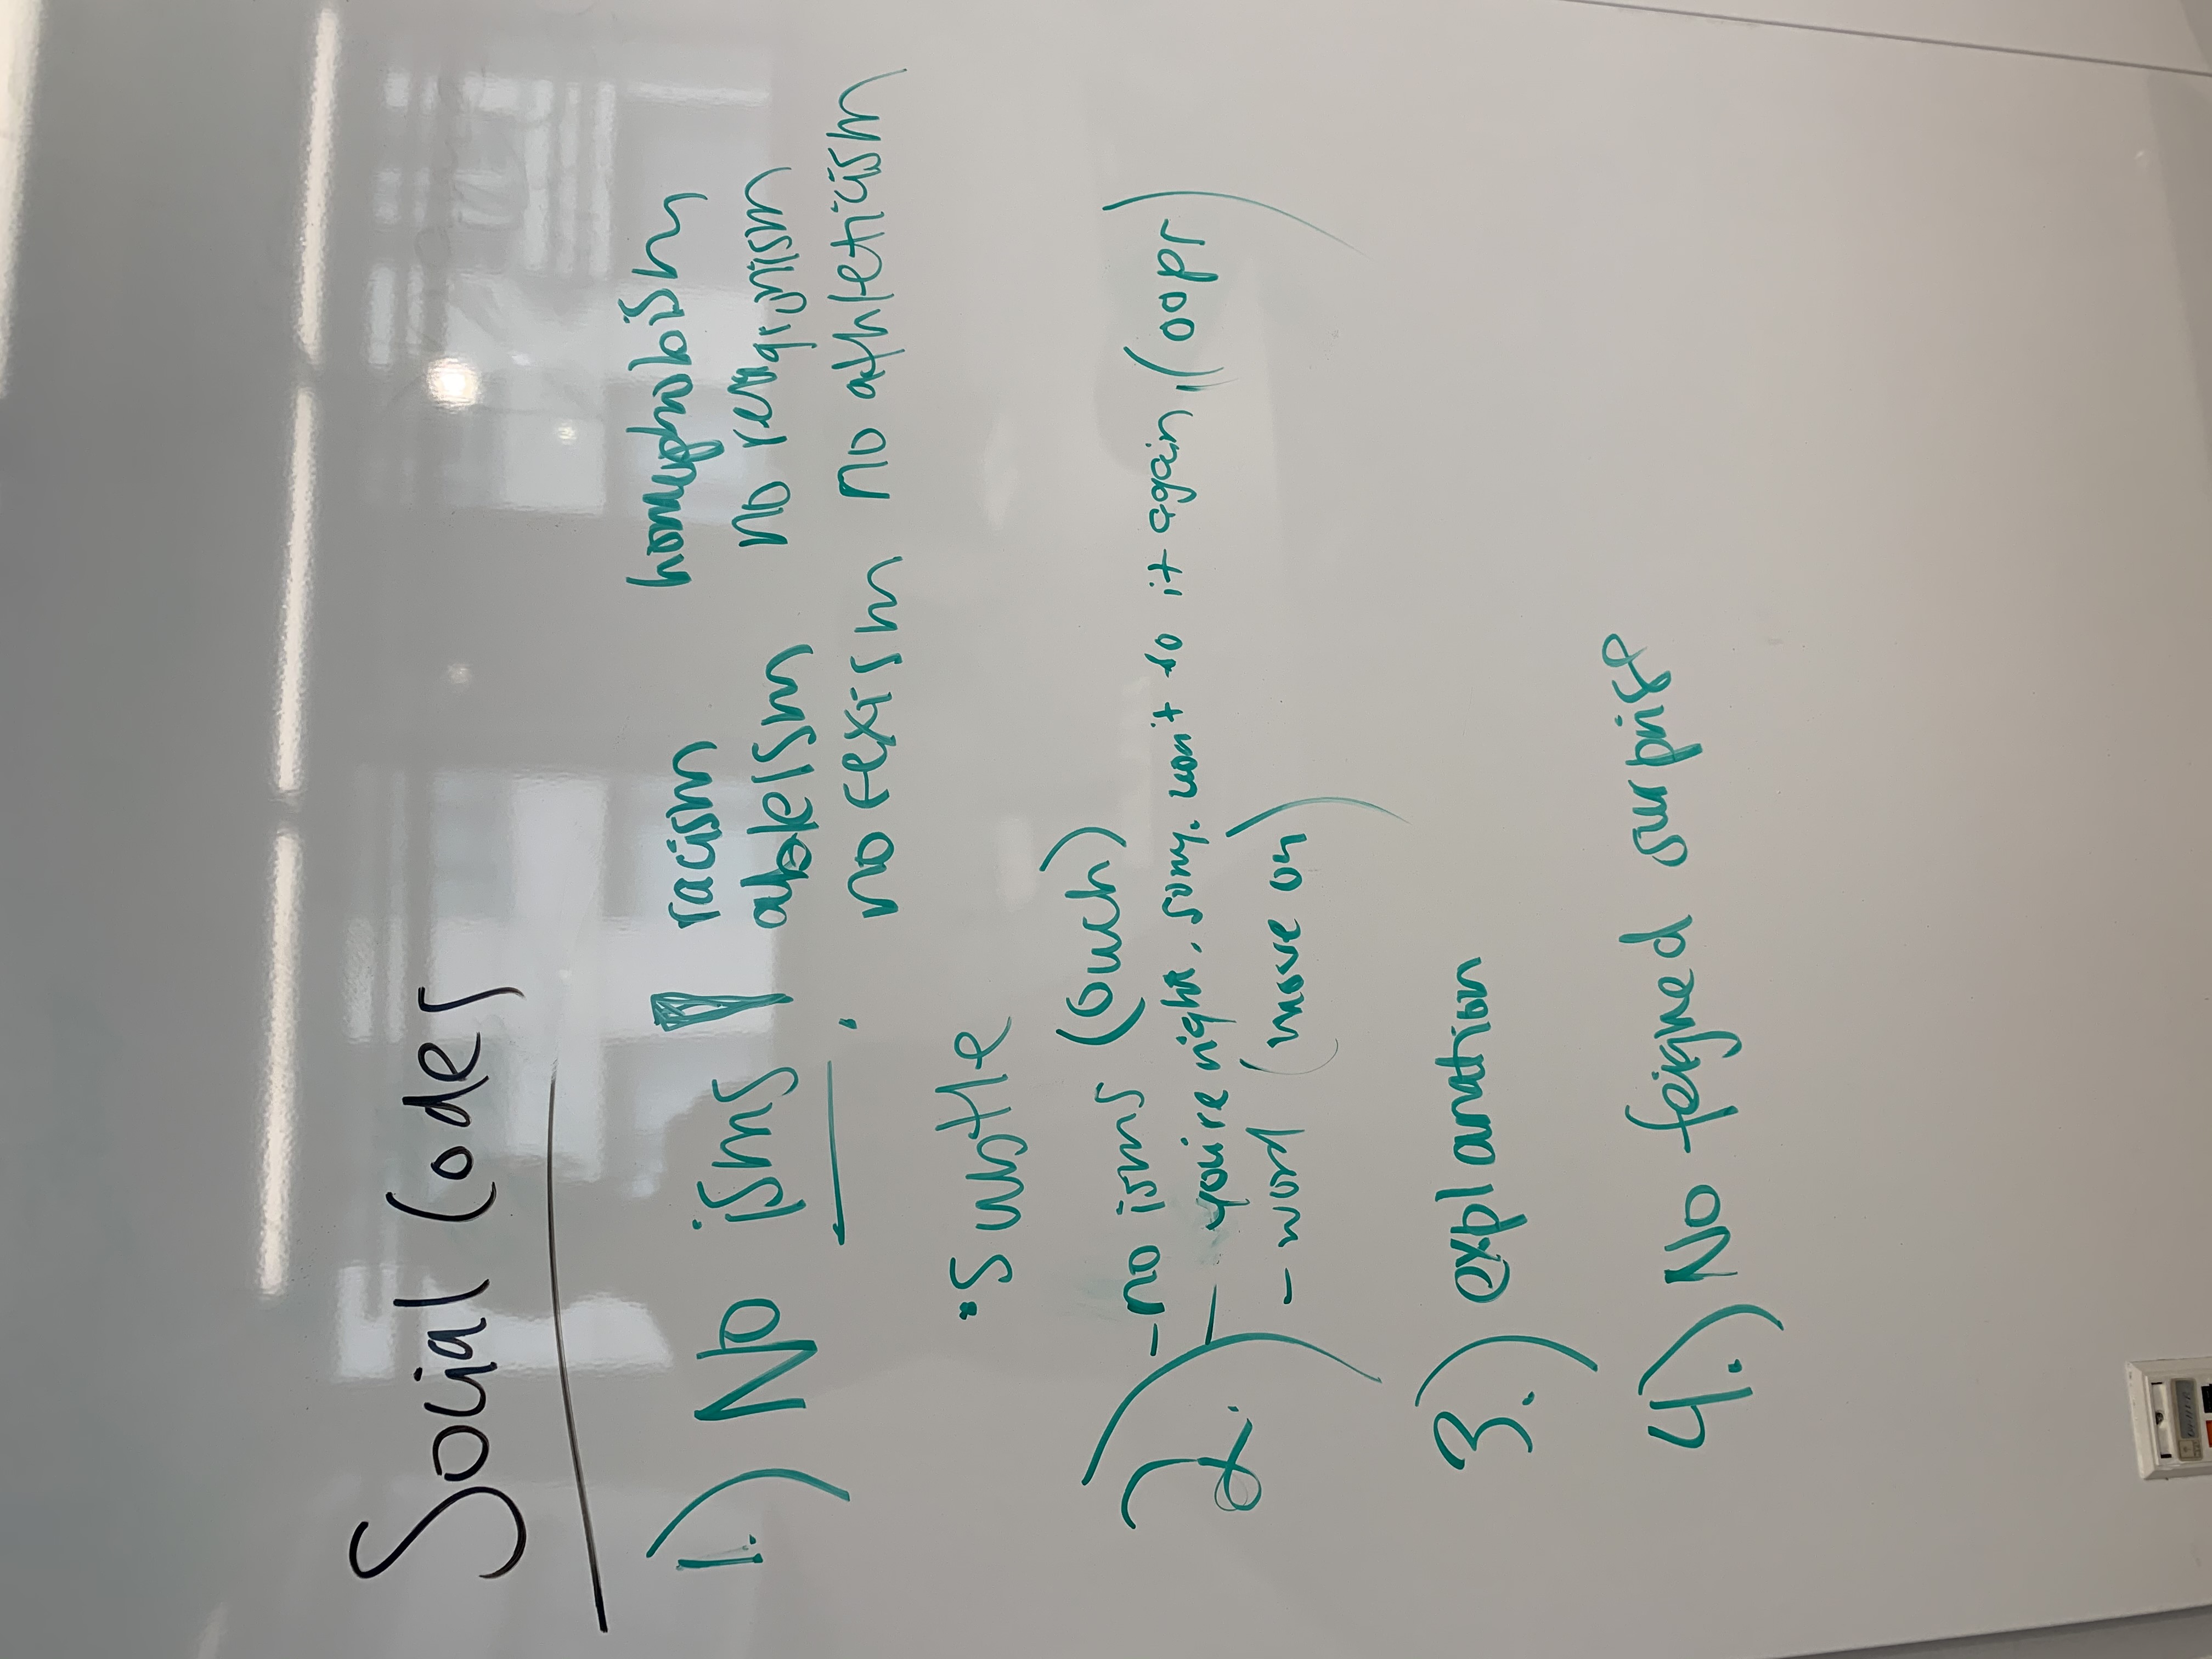 Social Codes
1.) No isms! racism homophobism
ableism no religionism
no sexism no athleticism
• Subtle
2.) - no isms (ouch)
- you're right. sorry. won't do it again, (oops)
- word (move on)
3.) explanation
4.) No feigned surprise